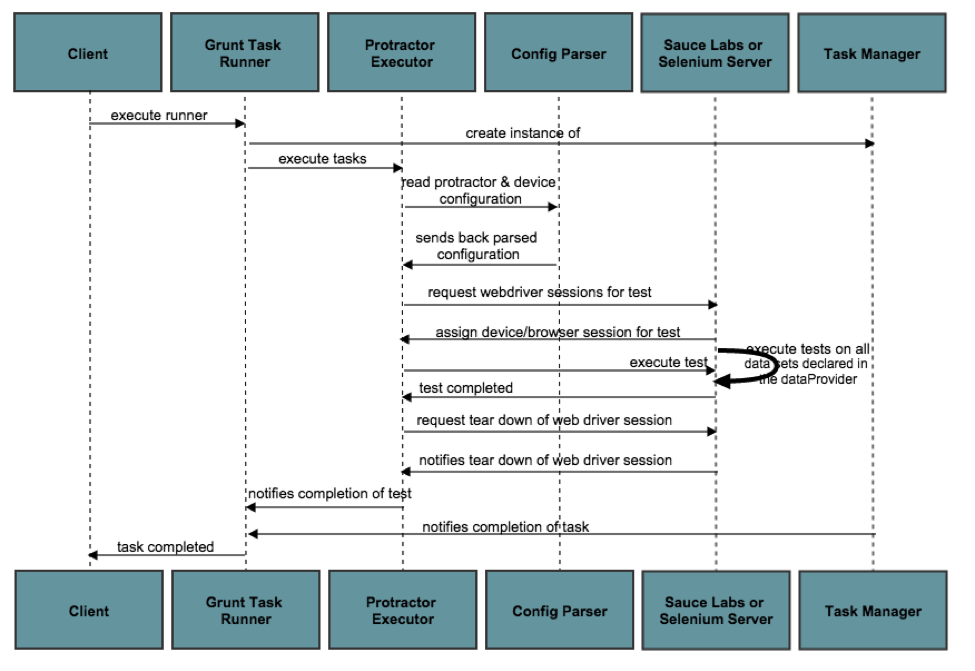 Client
Grunt Task
Runner
Protractor
Executor
Config Parser
Sauce Labs or
Selenium Server
Task Manager
execute runner
create instance of
execute tasks
read protractor & device
configuration
sends back parsed
configuration
request webdriver sessions for test
assign device/browser session for test
execute tests on all
data sets declared in
the dataProvider
execute test
test completed
request tear down of web driver session
notifies tear down of web driver session
notifies completion of test
notifies completion of task
task completed
Client
Grunt Task
Runner
Protractor
Executor
Config Parser
Sauce Labs or
Selenium Server
Task Manager